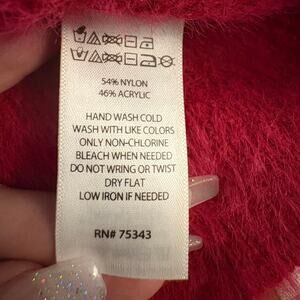 54% NYLON
46% ACRYLIC
HAND WASH COLD
WASH WITH LIKE COLORS
ONLY NON-CHLORINE
BLEACH WHEN NEEDED
DO NOT WRING OR TWIST
DRY FLAT
LOW IRON IF NEEDED
RN# 75343